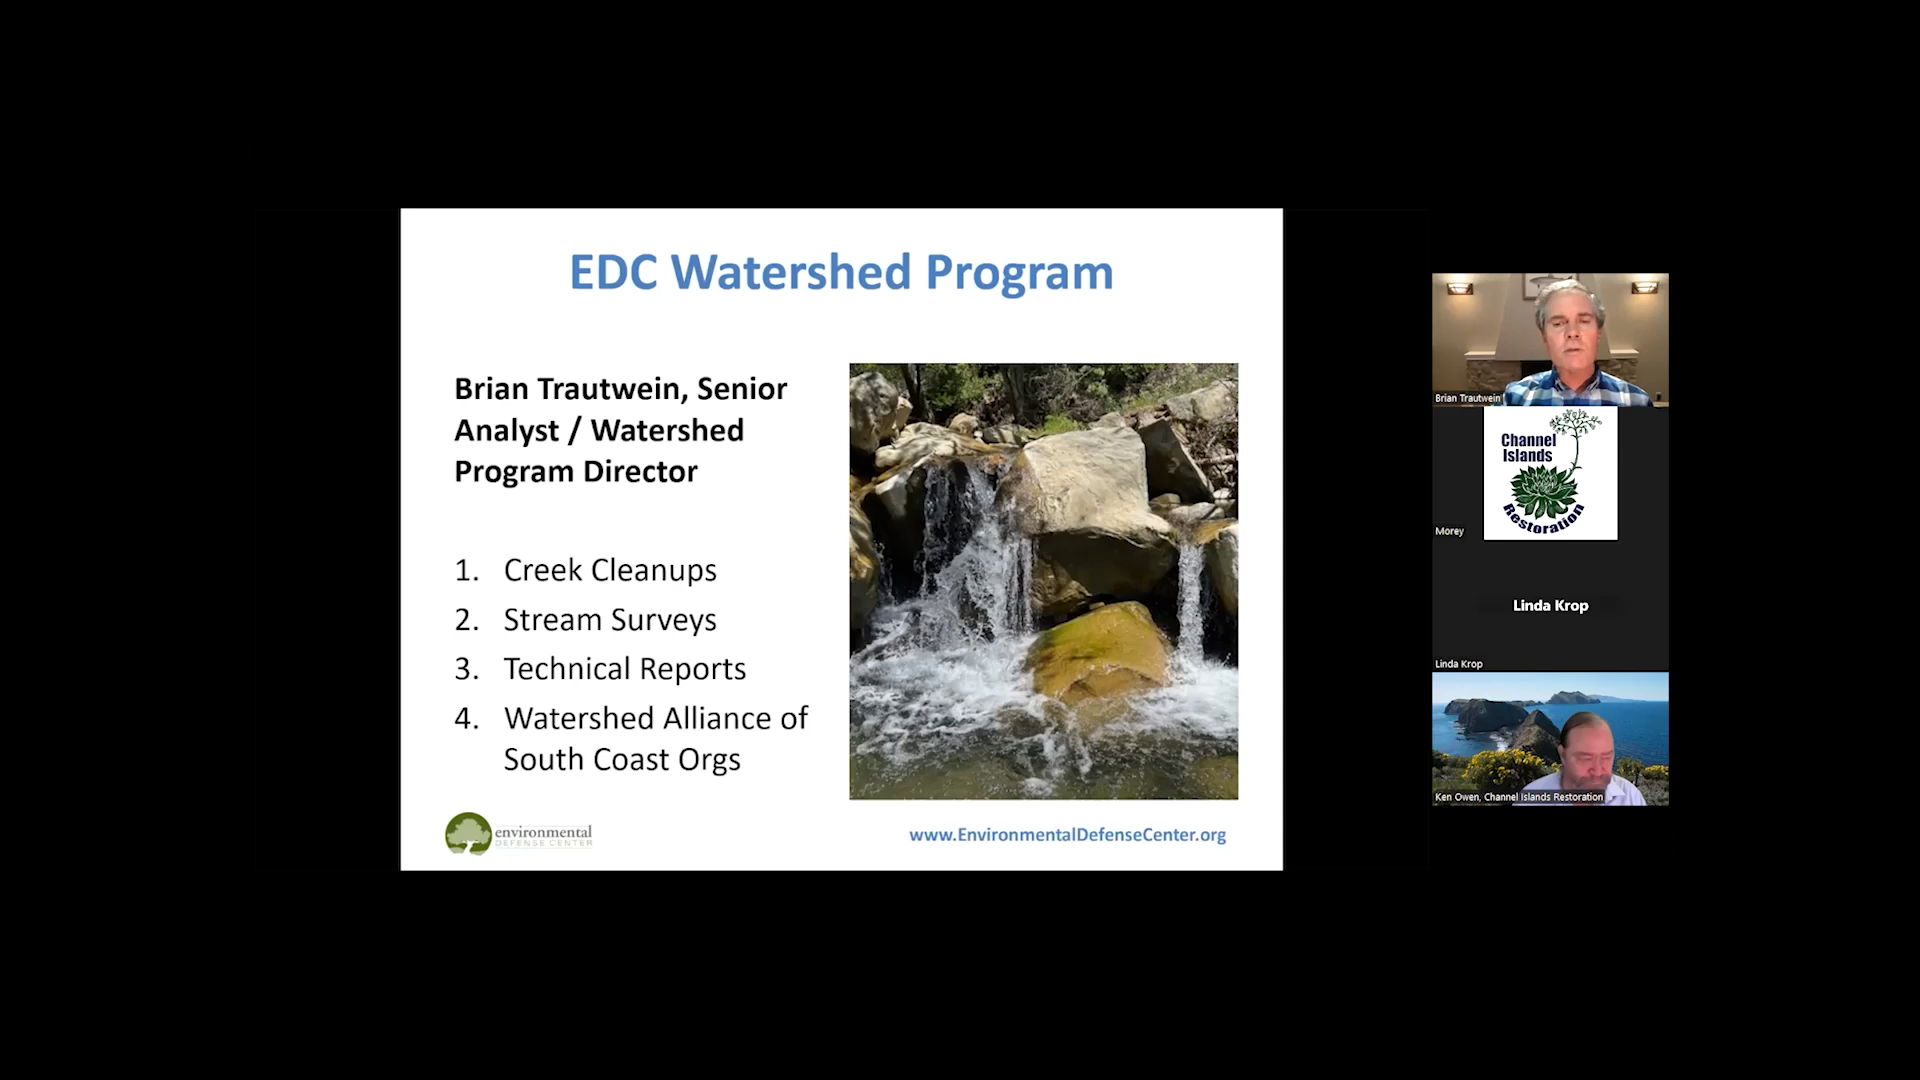 EDC Watershed Program
Brian Trautwein, Senior
Analyst / Watershed
Program Director
1. Creek Cleanups
2. Stream Surveys
3. Technical Reports
4. Watershed Alliance of
South Coast Orgs
environmental
DEFENSE CENTER
www.EnvironmentalDefenseCenter.org
Brian Trautwein
Channel
Islands
Restoration
Morey
Linda Krop
Linda Krop
Ken Owen, Channel Islands Restoration